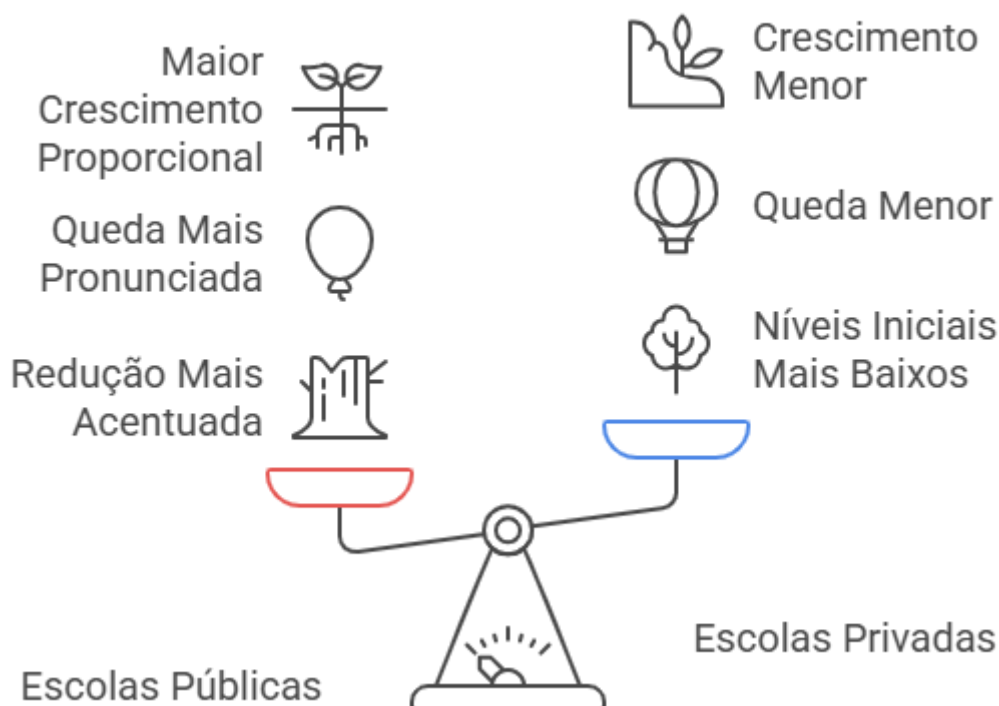 Maior
Crescimento
Proporcional
Queda Mais
Pronunciada
Redução Mais
Acentuada
Escolas Públicas
Crescimento
Menor
Queda Menor
Níveis Iniciais
Mais Baixos
Escolas Privadas